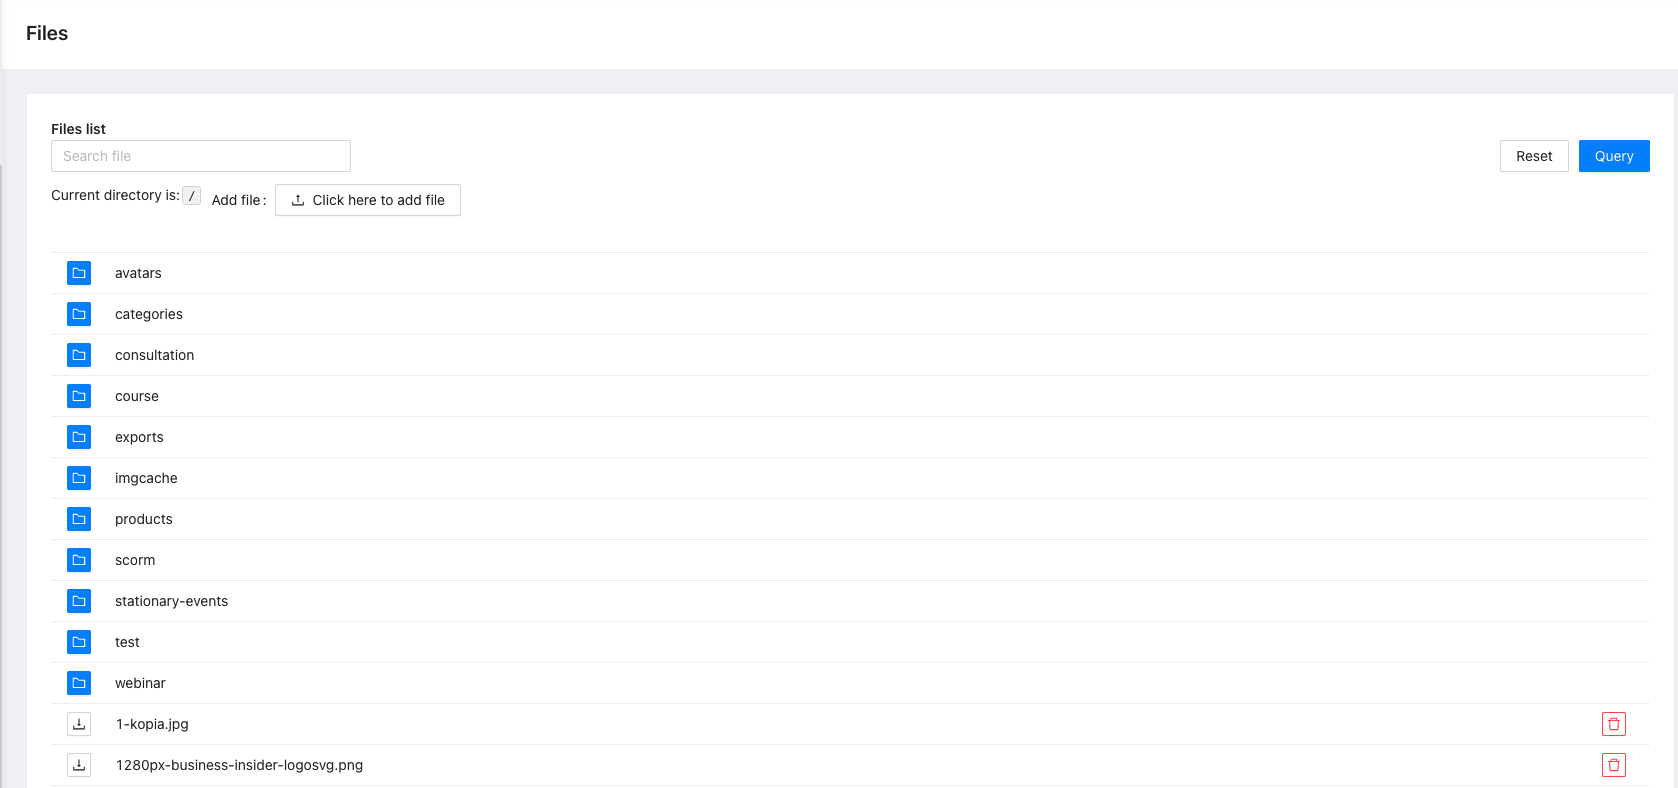 Files
Files list
Search file
Reset Query
Current directory is: / Add file : Click here to add file
avatars
categories
consultation
course
exports
imgcache
products
scorm
stationary-events
test
webinar
1-kopia.jpg
1280px-business-insider-logosvg.png